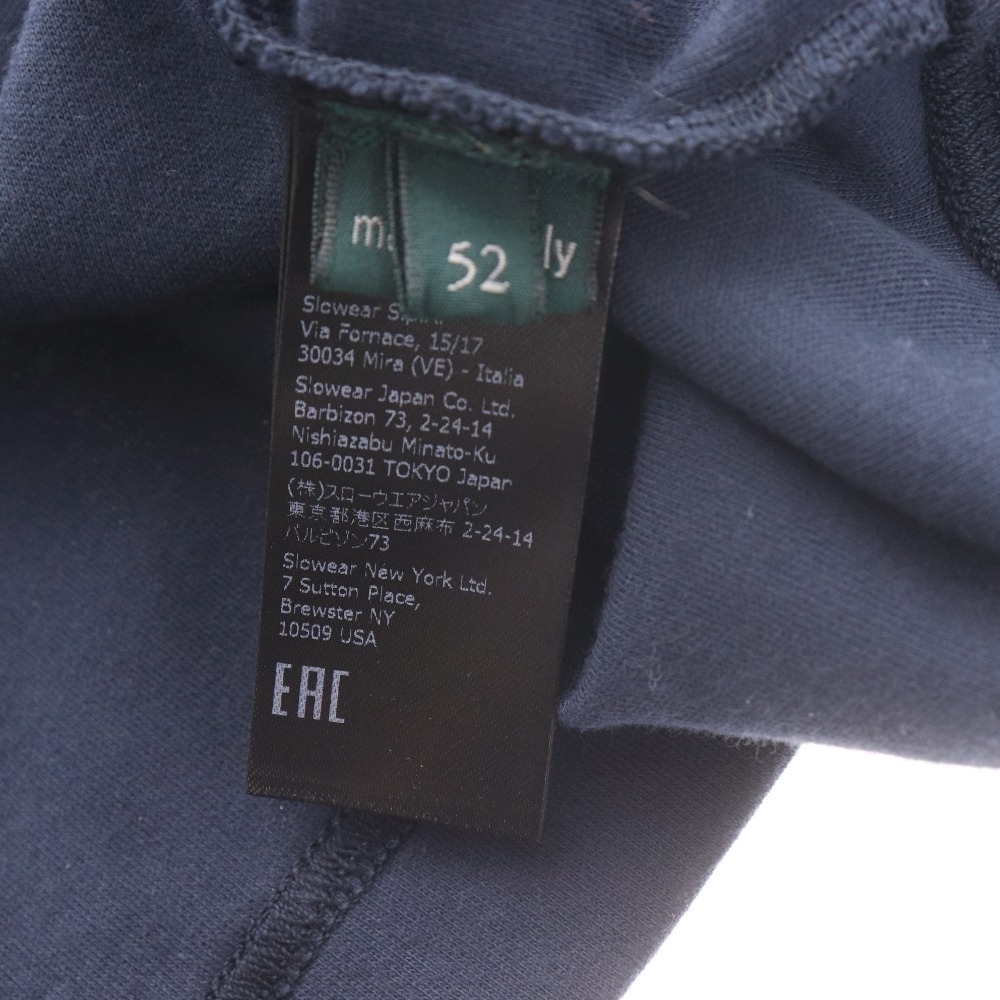 ma ly
52
Slowear S.p.A.
Via Fornace, 15/17
30034 Mira (VE) - Italia
Slowear Japan Co. Ltd.
Barbizon 73, 2-24-14
Nishiazabu Minato-Ku
106-0031 TOKYO Japan
(株)スローウエアジャパン
東京都港区西麻布 2-24-14
バルビゾン73
Slowear New York Ltd.
7 Sutton Place,
Brewster NY
10509 USA
EAC